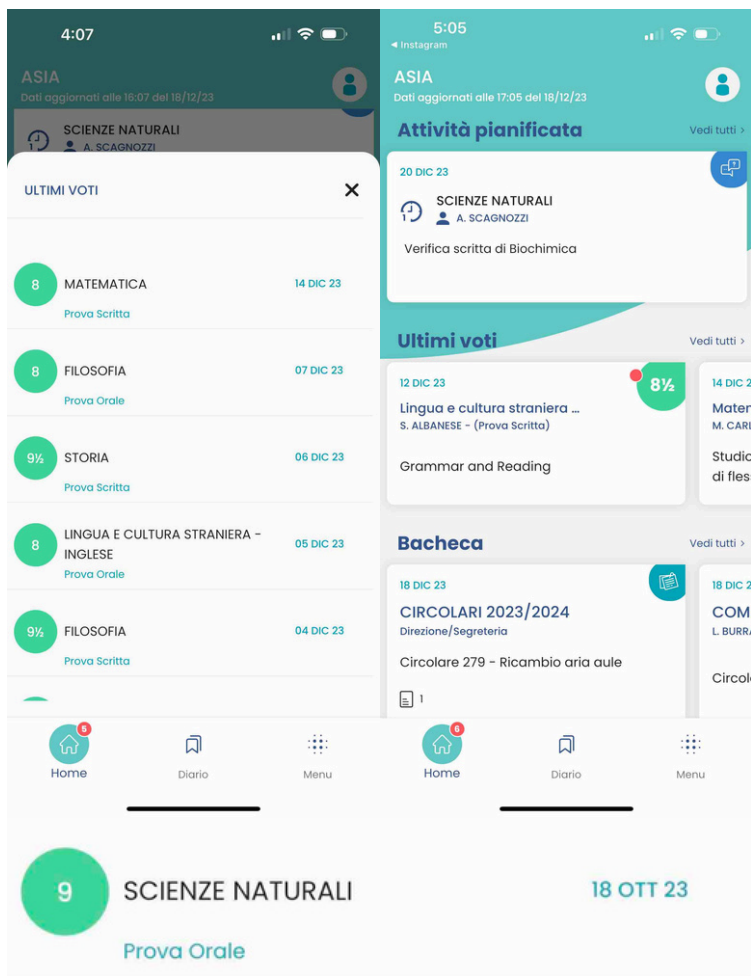 4:07
ASIA
Dati aggiornati alle 16:07 del 18/12/23
SCIENZE NATURALI
A. SCAGNOZZI
ULTIMI VOTI
8 MATEMATICA 14 DIC 23
Prova Scritta
8 FILOSOFIA 07 DIC 23
Prova Orale
9½ STORIA 06 DIC 23
Prova Scritta
8 LINGUA E CULTURA STRANIERA - INGLESE 05 DIC 23
Prova Orale
9½ FILOSOFIA 04 DIC 23
Prova Scritta
5
Home Diario Menu
5:05
Instagram
ASIA
Dati aggiornati alle 17:05 del 18/12/23
Attività pianificata Vedi tutti >
20 DIC 23
SCIENZE NATURALI
A. SCAGNOZZI
Verifica scritta di Biochimica
Ultimi voti Vedi tutti >
12 DIC 23 8½
Lingua e cultura straniera ...
S. ALBANESE - (Prova Scritta)
Grammar and Reading
14 DIC 2
Mater
M. CARL
Studio
di fles
Bacheca Vedi tutti >
18 DIC 23
CIRCOLARI 2023/2024
Direzione/Segreteria
Circolare 279 - Ricambio aria aule
1
18 DIC 2
COM
L. BURRA
Circol
6
Home Diario Menu
9 SCIENZE NATURALI 18 OTT 23
Prova Orale